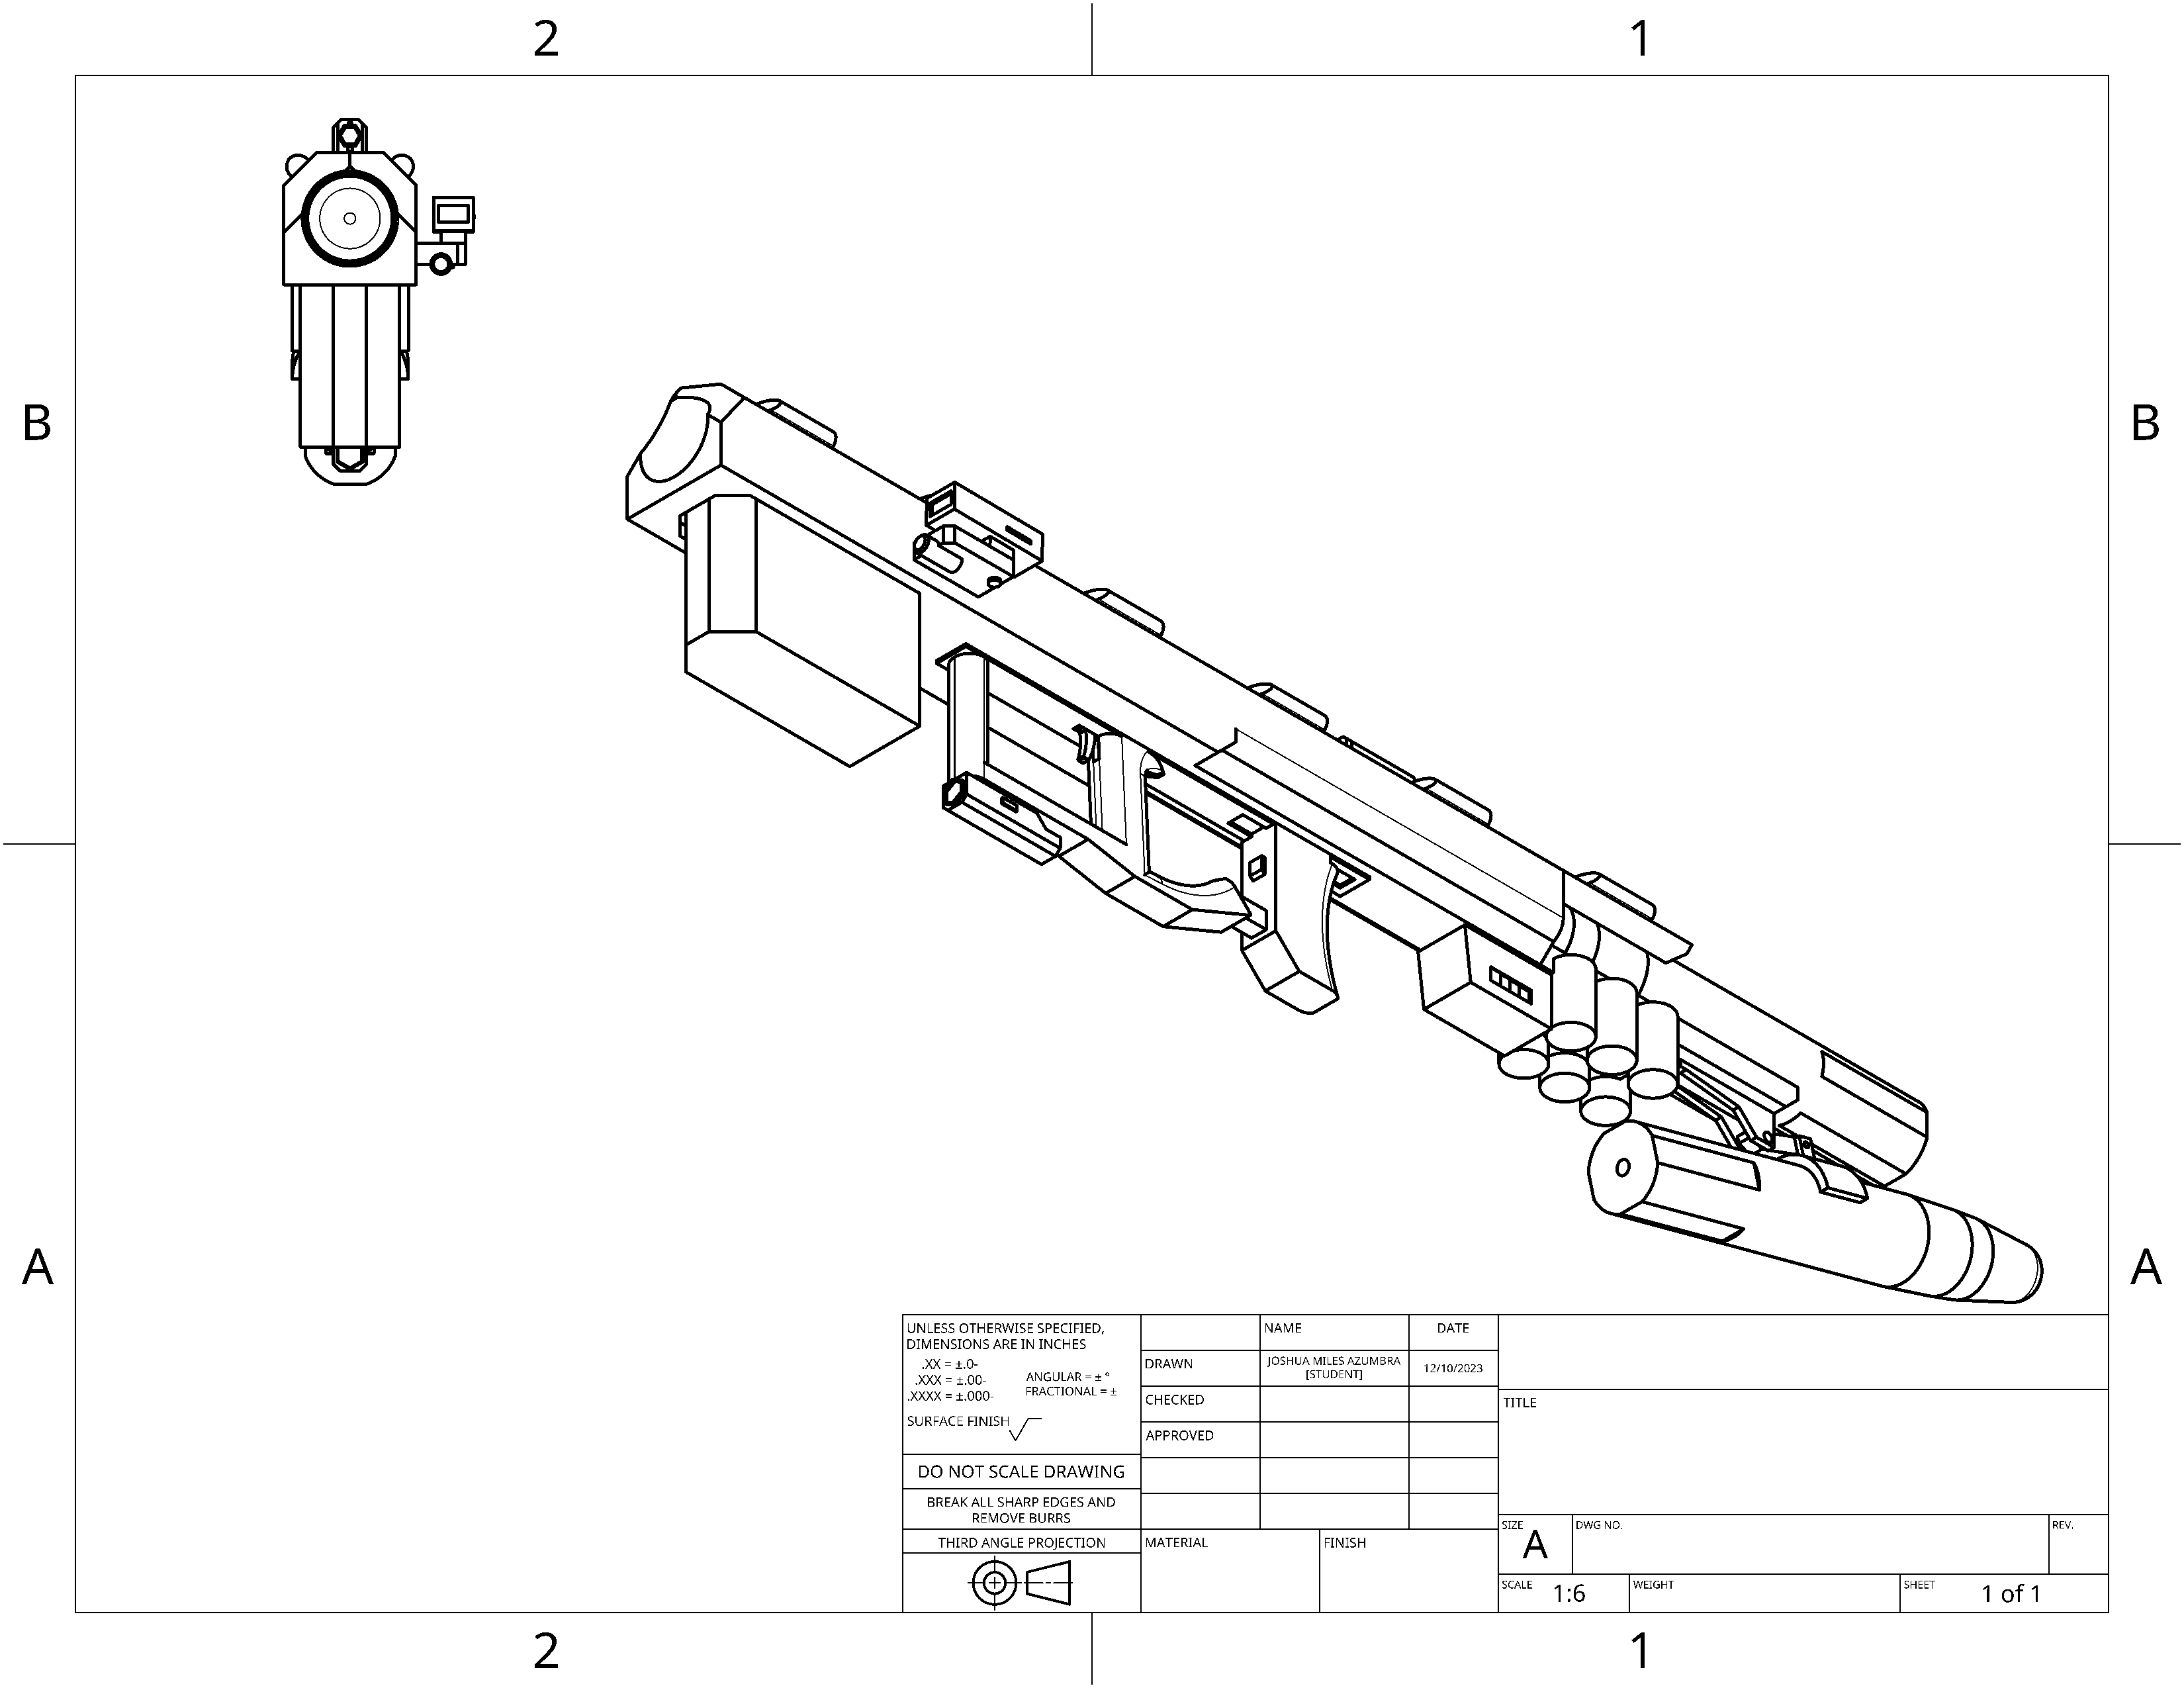 2
1
B
B
A
A
UNLESS OTHERWISE SPECIFIED,
DIMENSIONS ARE IN INCHES
.XX = ±.0-
.XXX = ±.00-
.XXXX = ±.000-
ANGULAR = ± °
FRACTIONAL = ±
SURFACE FINISH
DO NOT SCALE DRAWING
BREAK ALL SHARP EDGES AND
REMOVE BURRS
THIRD ANGLE PROJECTION
NAME
DATE
DRAWN
JOSHUA MILES AZUMBRA
[STUDENT]
12/10/2023
CHECKED
APPROVED
MATERIAL
FINISH
TITLE
SIZE
A
DWG NO.
REV.
SCALE
1:6
WEIGHT
SHEET
1 of 1
2
1